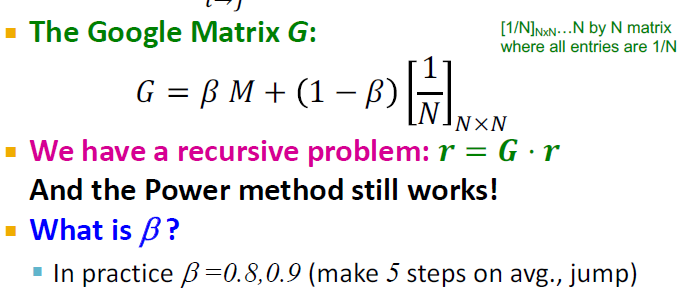 The Google Matrix G:
[1/N]NxN...N by N matrix
where all entries are 1/N
G = β M + (1 − β) [1/N]N×N
We have a recursive problem: r = G · r
And the Power method still works!
What is β?
In practice β=0.8,0.9 (make 5 steps on avg., jump)